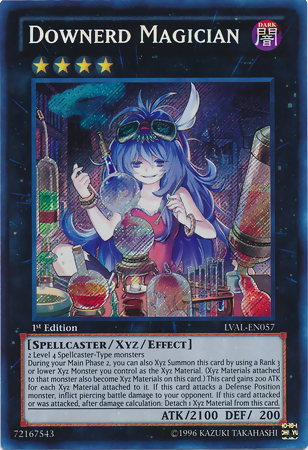 DOWNERD MAGICIAN
DARK
闇
1st Edition
LVAL-EN057
[SPELLCASTER/XYZ/EFFECT]
2 Level 4 Spellcaster-Type monsters
During your Main Phase 2, you can also Xyz Summon this card by using a Rank 3
or lower Xyz Monster you control as the Xyz Material. (Xyz Materials attached
to that monster also become Xyz Materials on this card.) This card gains 200 ATK
for each Xyz Material attached to it. If this card attacks a Defense Position
monster, inflict piercing battle damage to your opponent. If this card attacked
or was attacked, after damage calculation: Detach 1 Xyz Material from this card.
ATK/2100 DEF/ 200
72167543
©1996 KAZUKI TAKAHASHI